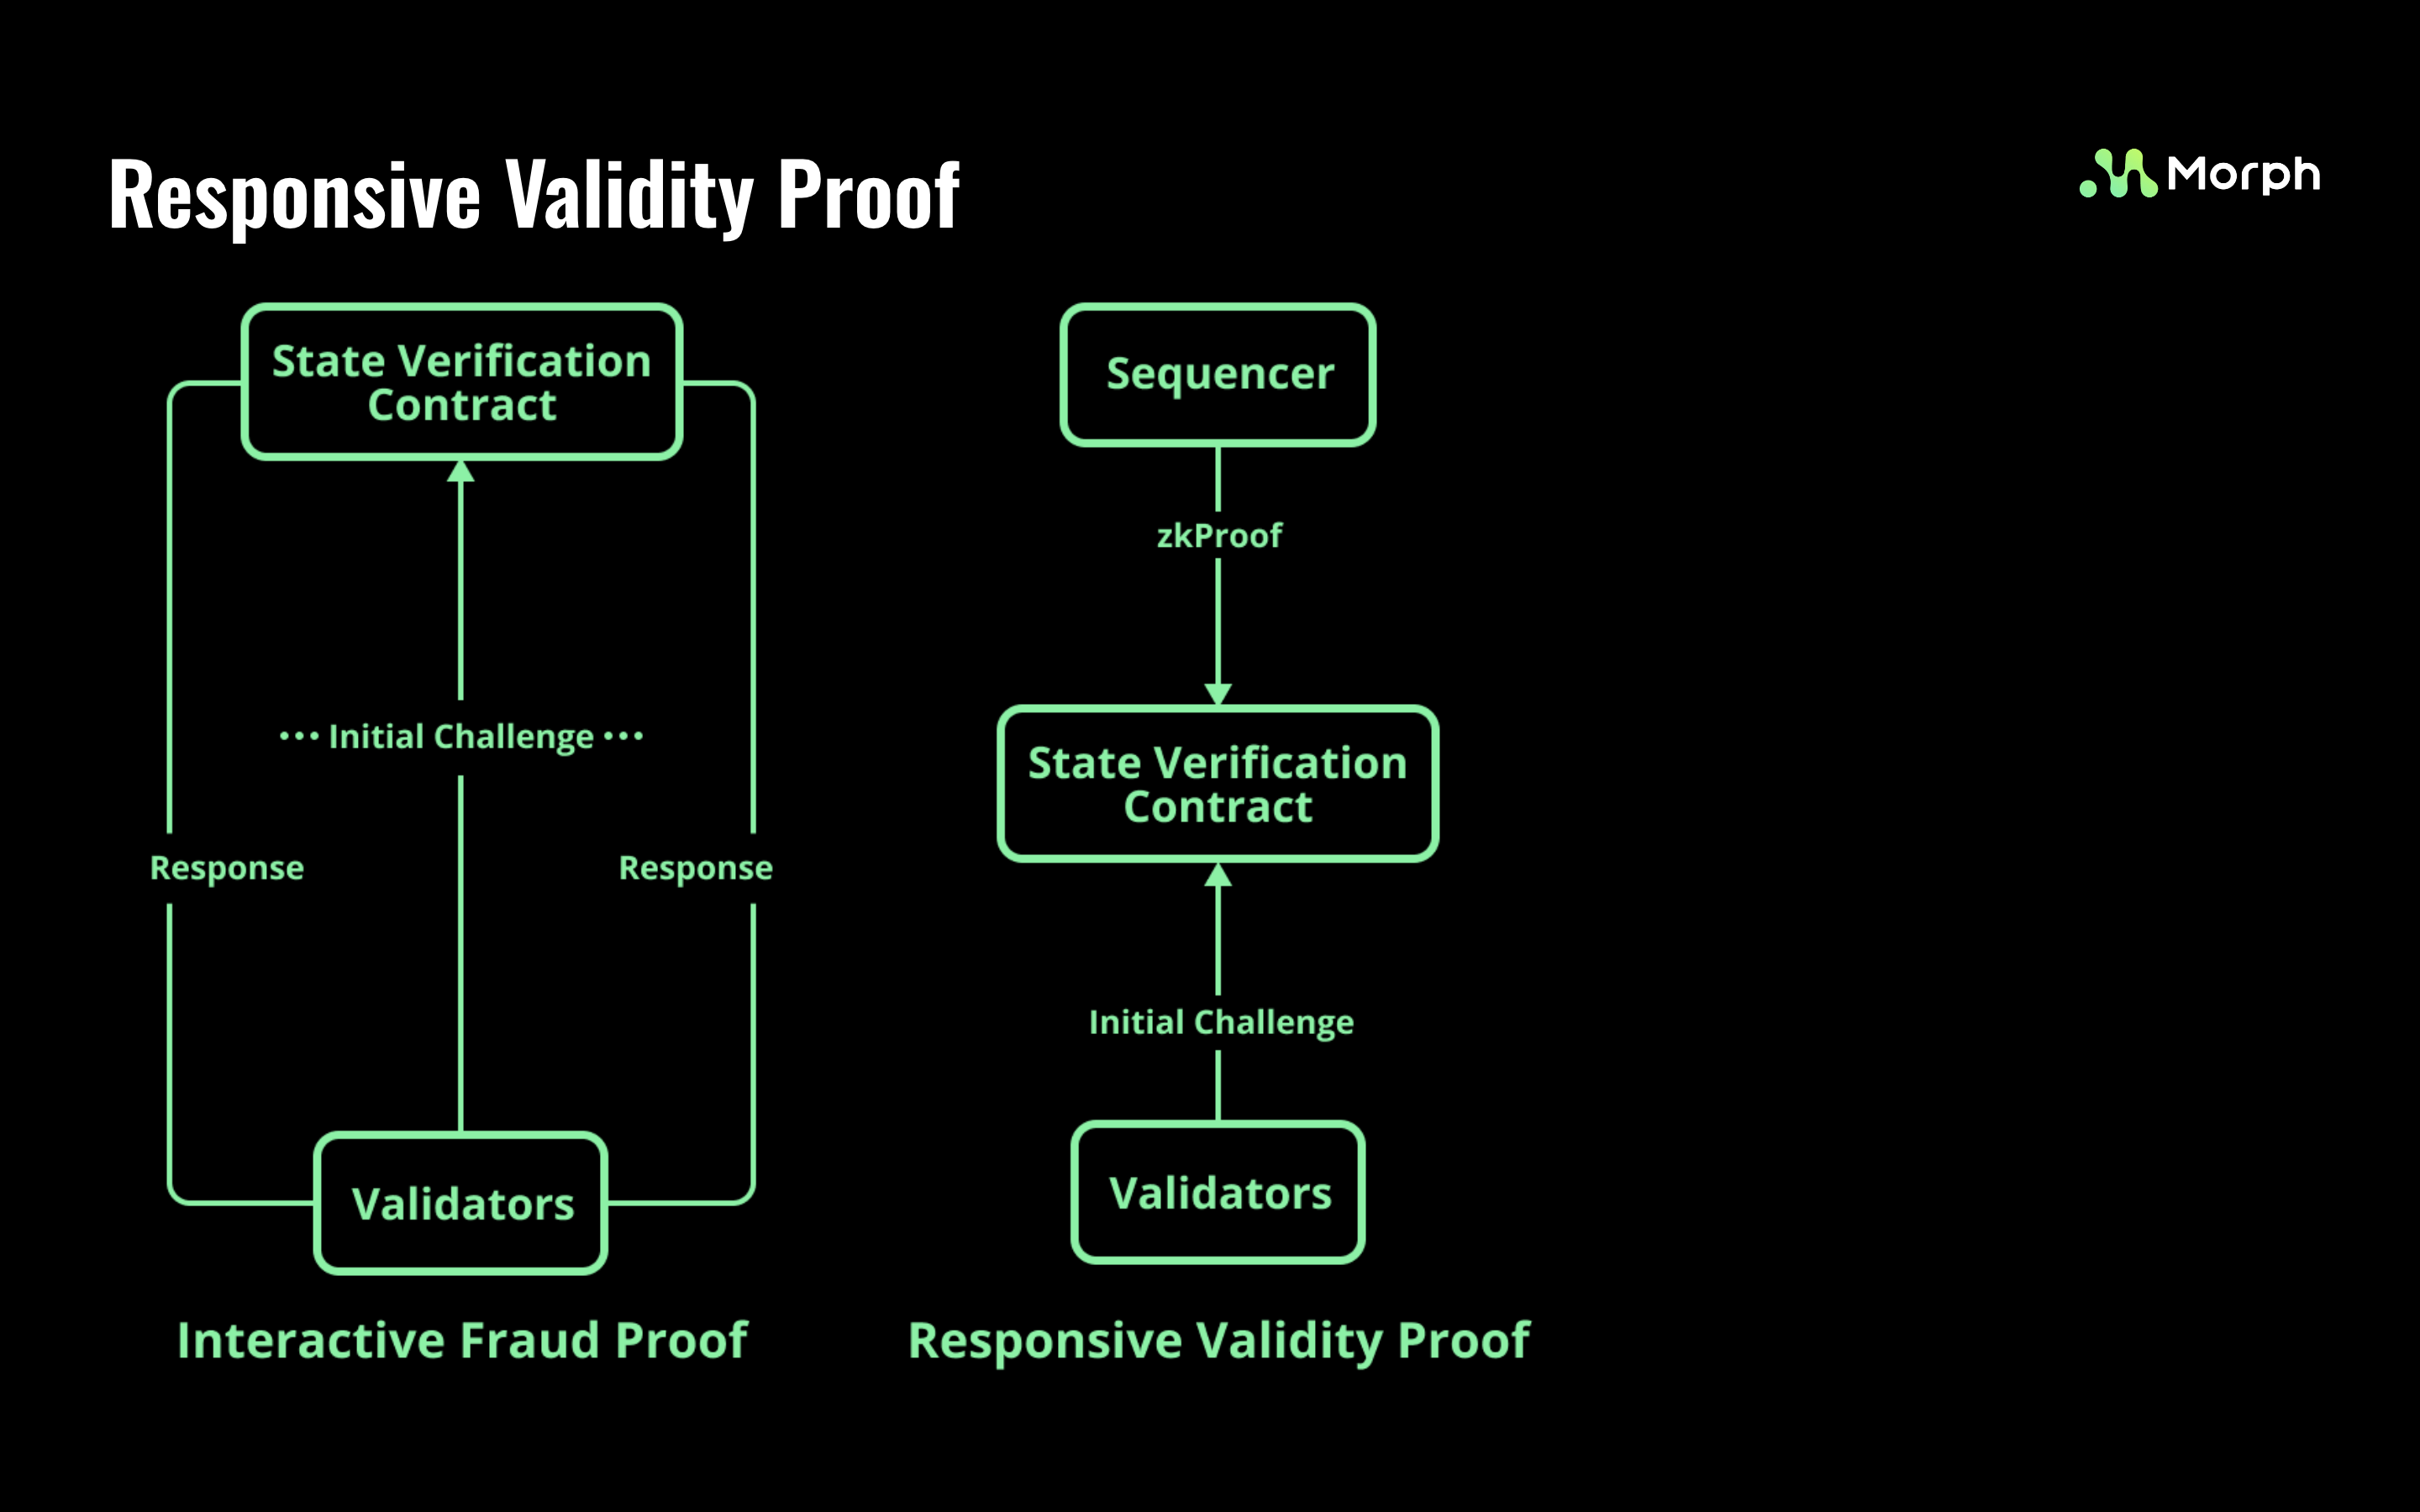 Responsive Validity Proof
Morph
State Verification
Contract
••• Initial Challenge •••
Response
Response
Validators
Interactive Fraud Proof
Sequencer
zkProof
State Verification
Contract
Initial Challenge
Validators
Responsive Validity Proof